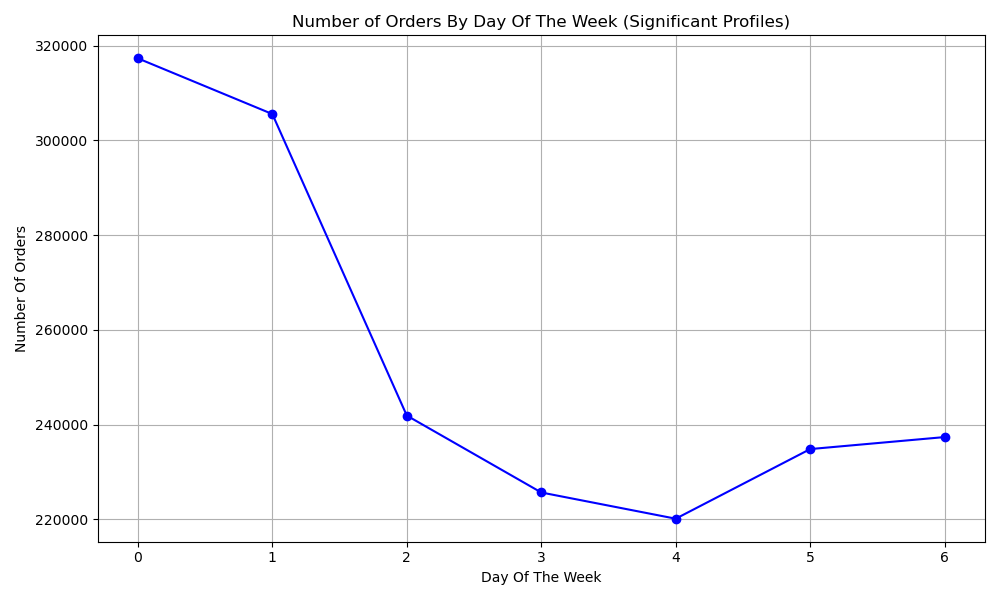 Number of Orders By Day Of The Week (Significant Profiles)
320000
300000
280000
260000
240000
220000
Number Of Orders
0 1 2 3 4 5 6
Day Of The Week